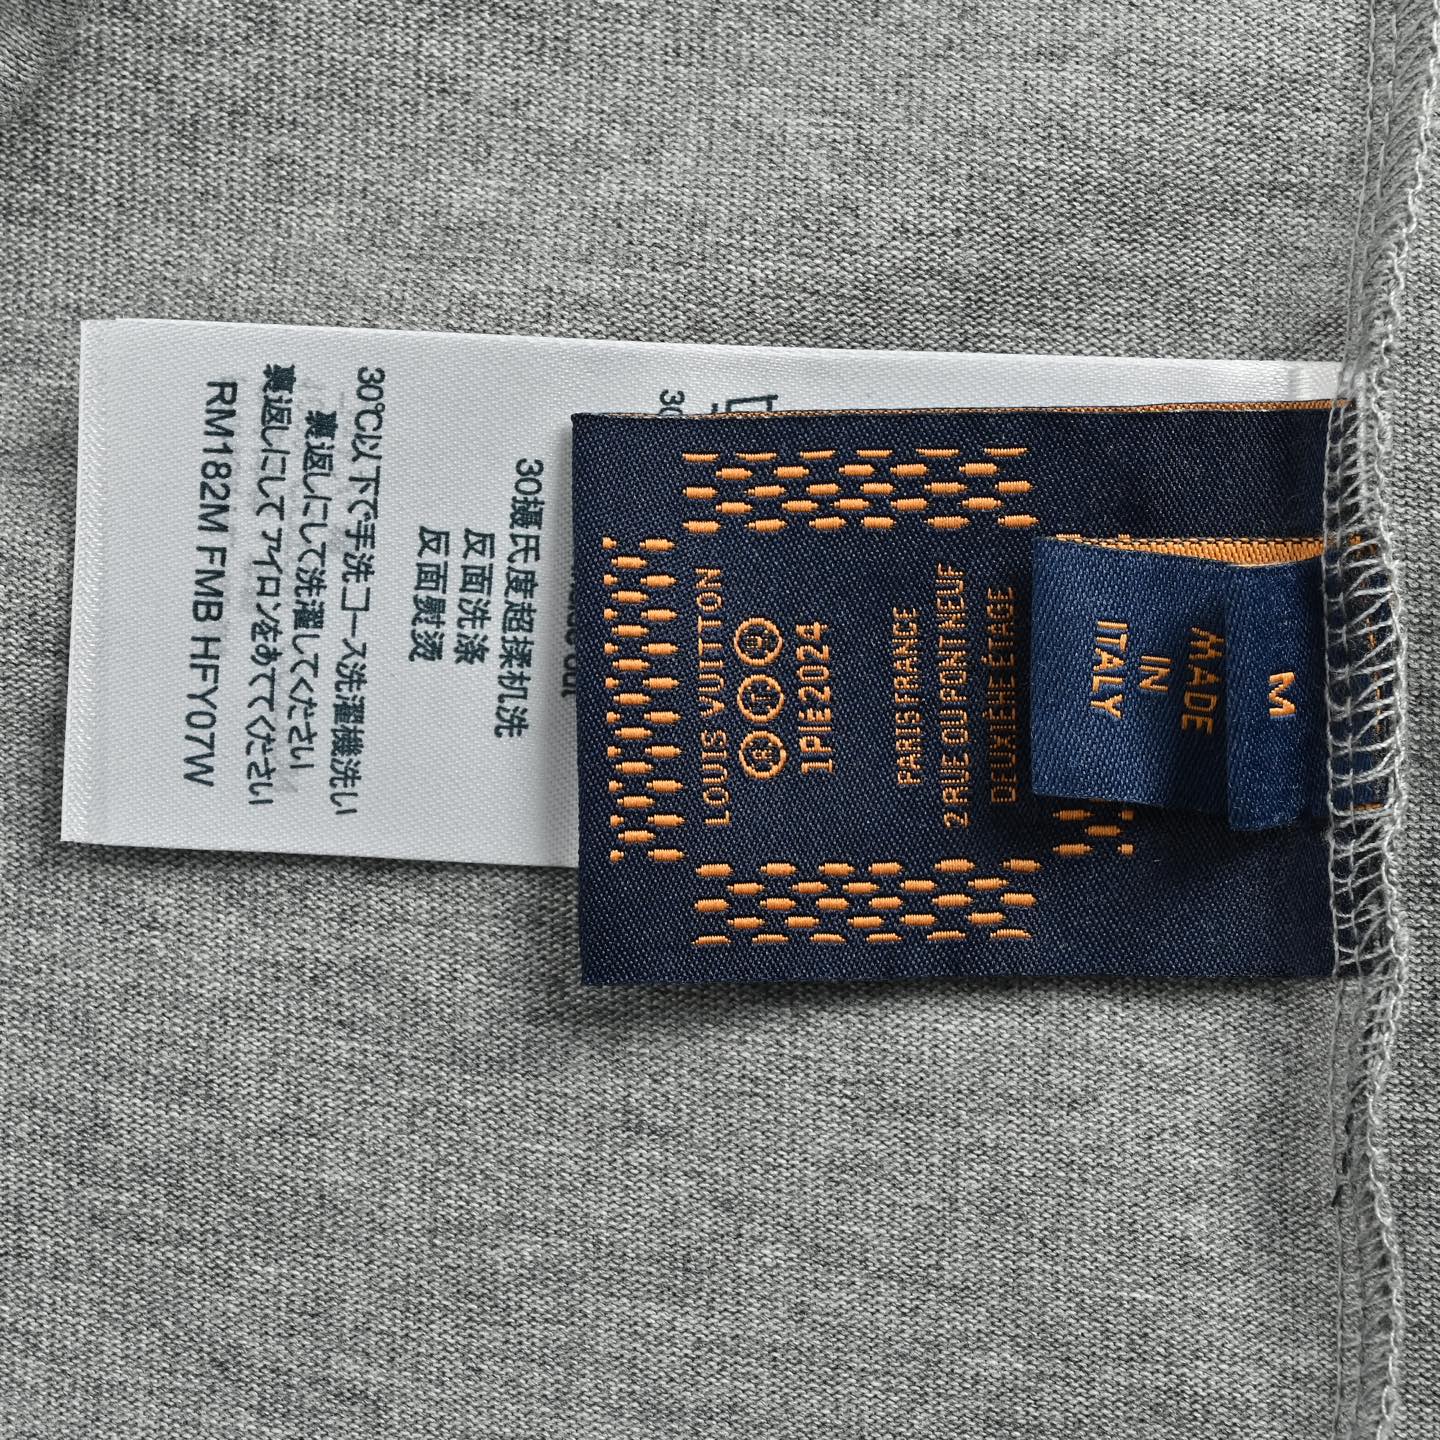 30
30摄氏度超揉机洗
反面洗涤
反面熨烫
30℃以下で手洗コース洗濯機洗い
裏返しにして洗濯してください
裏返しにしてアイロンをあててください
RM182M FMB HFY07W
LOUIS VUITTON
1PIE2024
PARIS FRANCE
2 RUE DU PONT NEUF
DEUXIÈME ÉTAGE
MADE
IN
ITALY
M